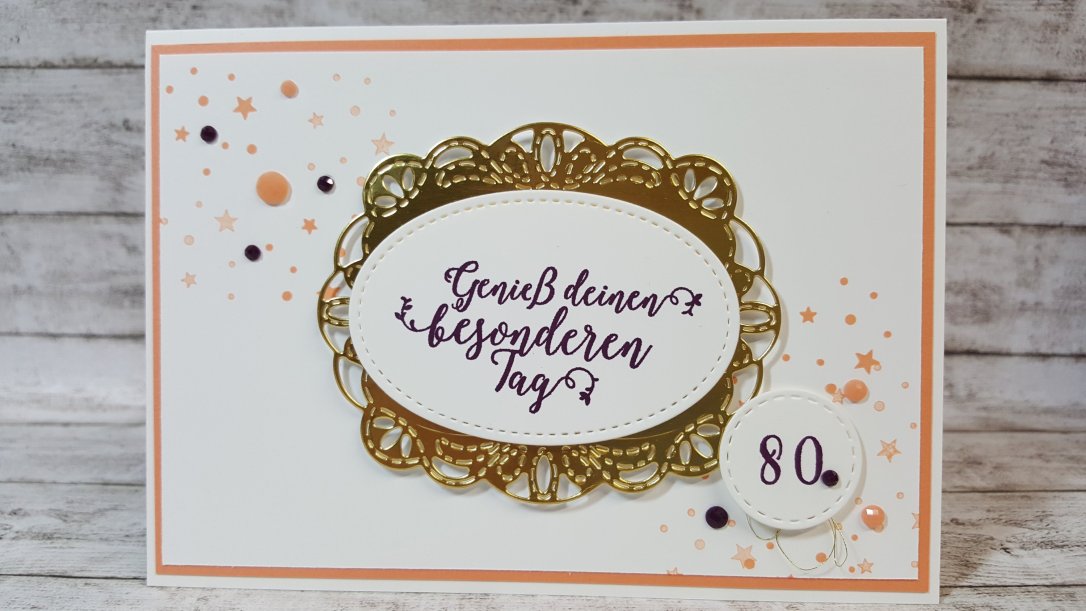 Genieß deinen
besonderen
Tag
80.